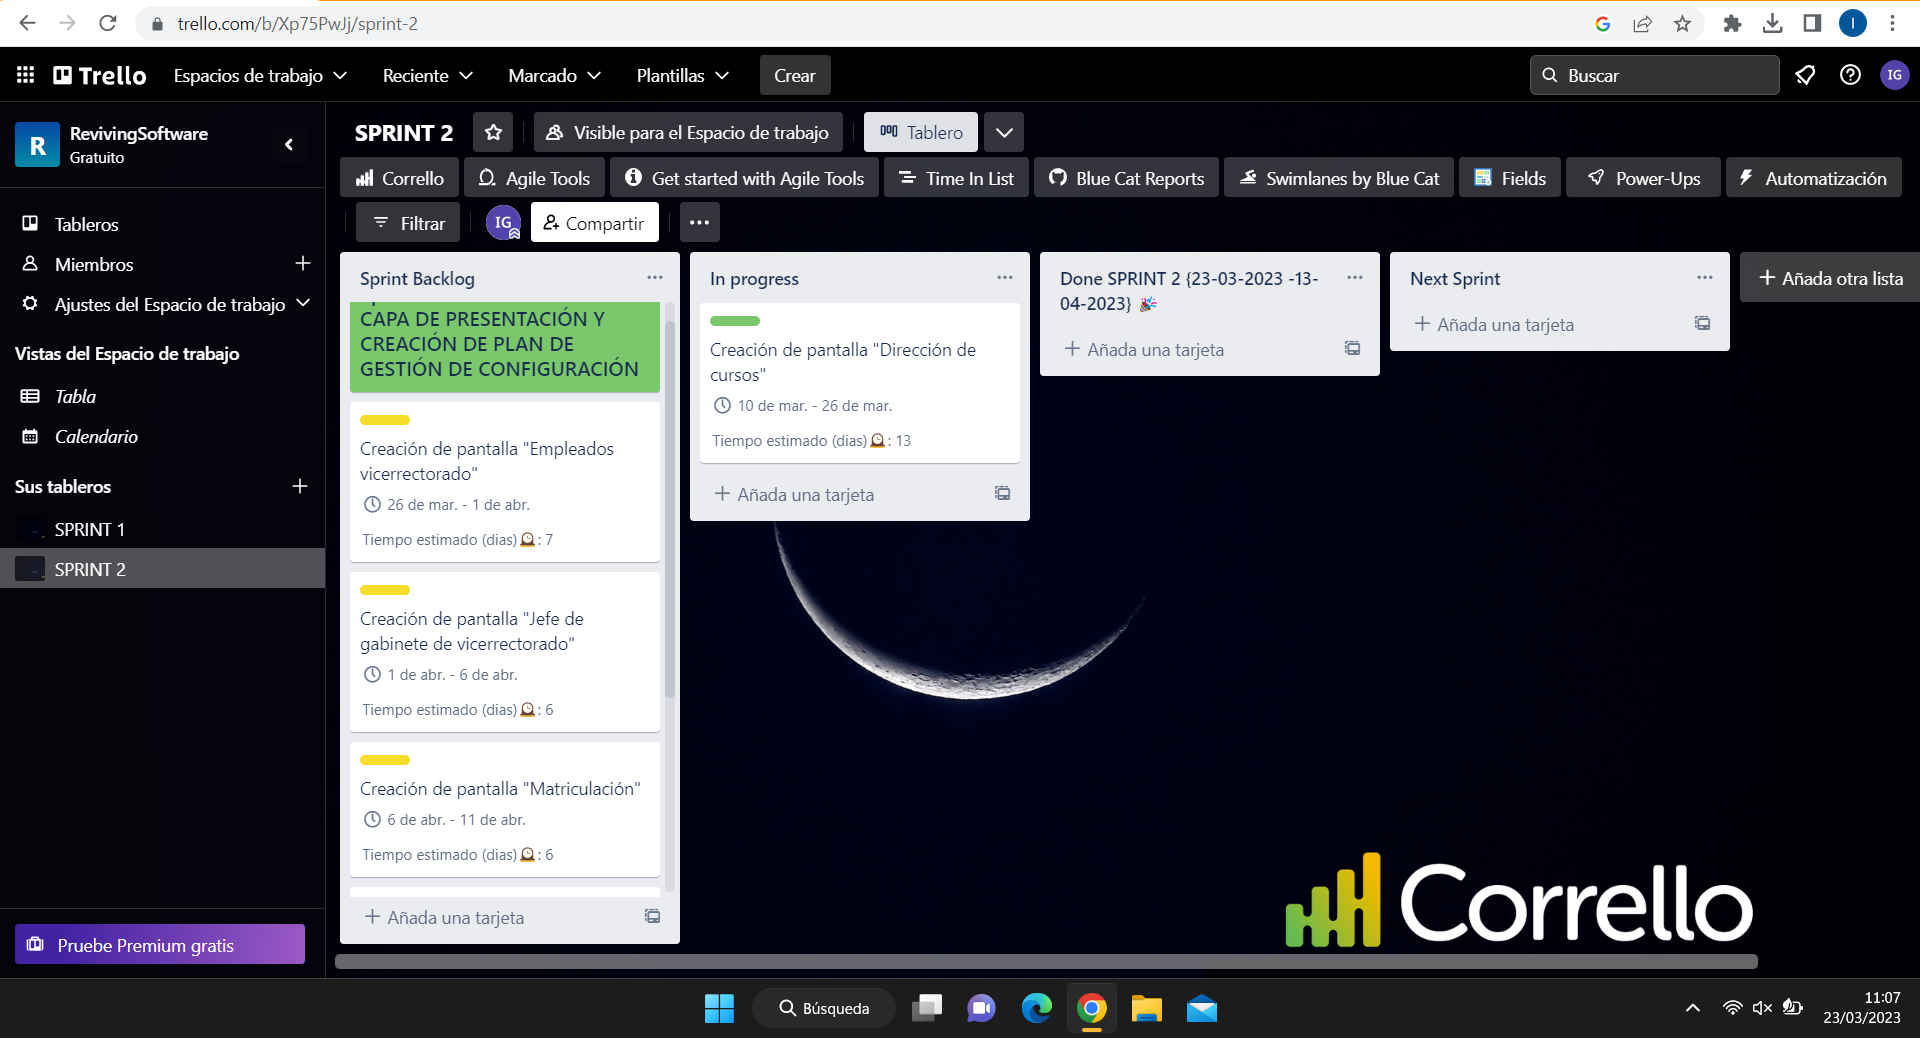 trello.com/b/Xp75PwJj/sprint-2
I
Trello
Espacios de trabajo
Reciente
Marcado
Plantillas
Crear
Buscar
IG
R
RevivingSoftware
Gratuito
SPRINT 2
Visible para el Espacio de trabajo
Tablero
Corrello
Agile Tools
Get started with Agile Tools
Time In List
Blue Cat Reports
Swimlanes by Blue Cat
Fields
Power-Ups
Automatización
Filtrar
IG
Compartir
Tableros
Miembros
Ajustes del Espacio de trabajo
Vistas del Espacio de trabajo
Tabla
Calendario
Sus tableros
SPRINT 1
SPRINT 2
Pruebe Premium gratis
Sprint Backlog
CAPA DE PRESENTACIÓN Y
CREACIÓN DE PLAN DE
GESTIÓN DE CONFIGURACIÓN
Creación de pantalla "Empleados
vicerrectorado"
26 de mar. - 1 de abr.
Tiempo estimado (dias)🕰: 7
Creación de pantalla "Jefe de
gabinete de vicerrectorado"
1 de abr. - 6 de abr.
Tiempo estimado (dias)🕰: 6
Creación de pantalla "Matriculación"
6 de abr. - 11 de abr.
Tiempo estimado (dias)🕰: 6
+ Añada una tarjeta
In progress
Creación de pantalla "Dirección de
cursos"
10 de mar. - 26 de mar.
Tiempo estimado (dias)🕰: 13
+ Añada una tarjeta
Done SPRINT 2 {23-03-2023 -13-
04-2023} 🎉
+ Añada una tarjeta
Next Sprint
+ Añada una tarjeta
+ Añada otra lista
Corrello
Búsqueda
11:07
23/03/2023